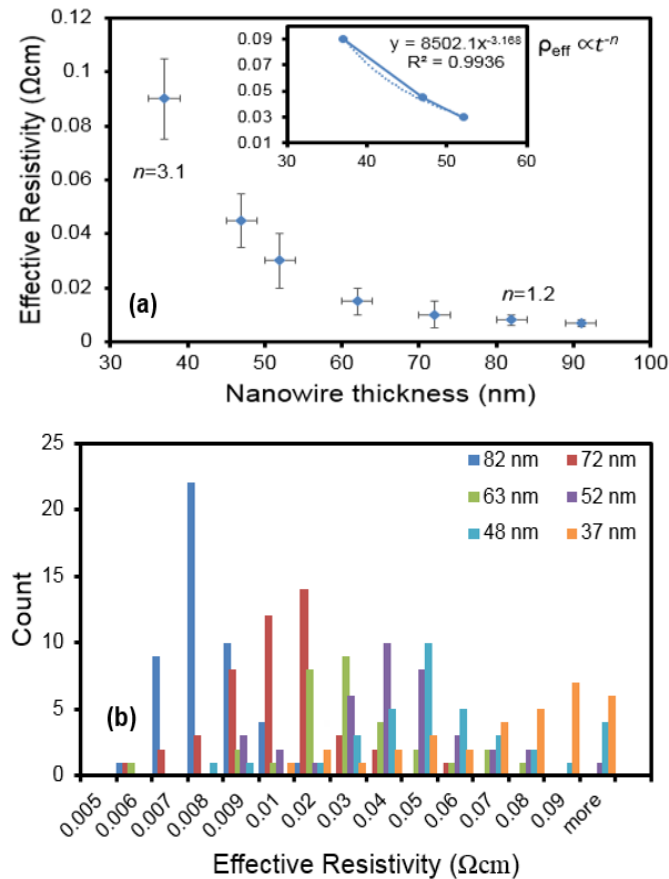 0.12
0.1
0.08
0.06
0.04
0.02
0
Effective Resistivity (Ωcm)
n=3.1
(a)
n=1.2
0.09
0.07
0.05
0.03
0.01
30 40 50 60
y = 8502.1x^-3.168
R² = 0.9936
ρeff ∝t^-n
30 40 50 60 70 80 90 100
Nanowire thickness (nm)
25
20
15
10
5
0
Count
(b)
82 nm 72 nm
63 nm 52 nm
48 nm 37 nm
0.005 0.006 0.007 0.008 0.009 0.01 0.02 0.03 0.04 0.05 0.06 0.07 0.08 0.09 more
Effective Resistivity (Ωcm)